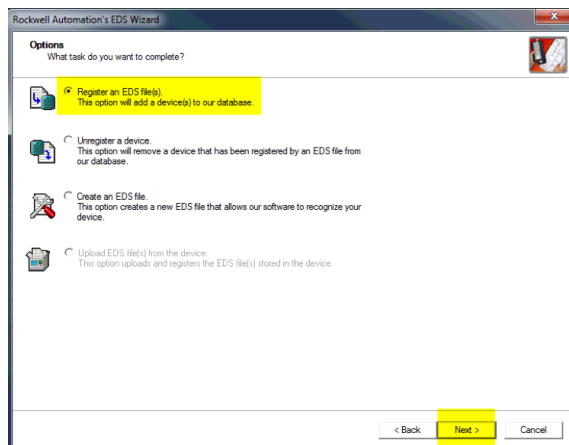 Rockwell Automation's EDS Wizard
Options
What task do you want to complete?
Register an EDS file(s).
This option will add a device(s) to our database.
Unregister a device.
This option will remove a device that has been registered by an EDS file from
our database.
Create an EDS file.
This option creates a new EDS file that allows our software to recognize your
device.
Upload EDS file(s) from the device.
This option uploads and registers the EDS file(s) stored in the device.
< Back
Next >
Cancel